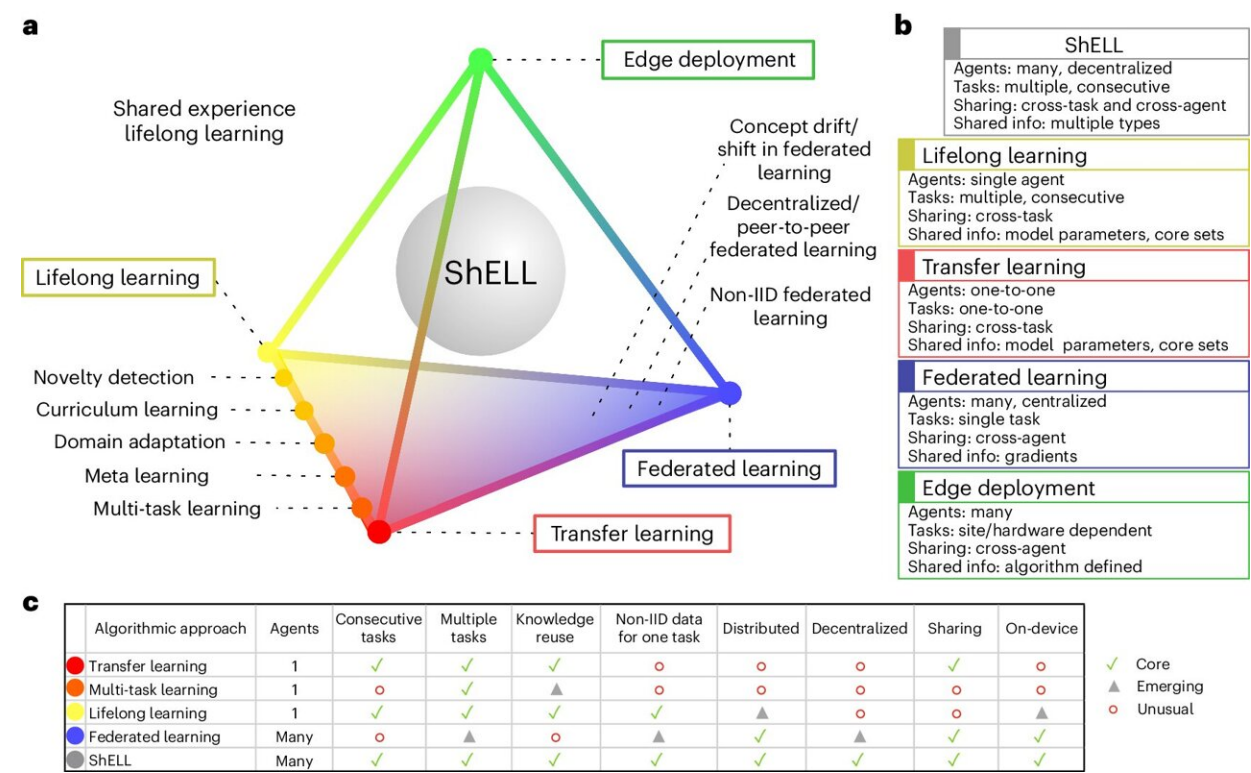 a
Edge deployment
Shared experience
lifelong learning
Concept drift/
shift in federated
learning
Decentralized/
peer-to-peer
federated learning
ShELL
Lifelong learning
Non-IID federated
learning
Novelty detection
Curriculum learning
Domain adaptation
Meta learning
Multi-task learning
Federated learning
Transfer learning
b
ShELL
Agents: many, decentralized
Tasks: multiple, consecutive
Sharing: cross-task and cross-agent
Shared info: multiple types
Lifelong learning
Agents: single agent
Tasks: multiple, consecutive
Sharing: cross-task
Shared info: model parameters, core sets
Transfer learning
Agents: one-to-one
Tasks: one-to-one
Sharing: cross-task
Shared info: model parameters, core sets
Federated learning
Agents: many, centralized
Tasks: single task
Sharing: cross-agent
Shared info: gradients
Edge deployment
Agents: many
Tasks: site/hardware dependent
Sharing: cross-agent
Shared info: algorithm defined
c
Algorithmic approach Agents Consecutive tasks Multiple tasks Knowledge reuse Non-IID data for one task Distributed Decentralized Sharing On-device
Transfer learning 1 ✓ ✓ ✓ ○ ○ ○ ✓ ○
Multi-task learning 1 ○ ✓ ▲ ○ ○ ○ ○ ○
Lifelong learning 1 ✓ ✓ ✓ ✓ ▲ ○ ○ ▲
Federated learning Many ○ ▲ ○ ▲ ✓ ▲ ✓ ✓
ShELL Many ✓ ✓ ✓ ✓ ✓ ✓ ✓ ✓
✓ Core
▲ Emerging
○ Unusual